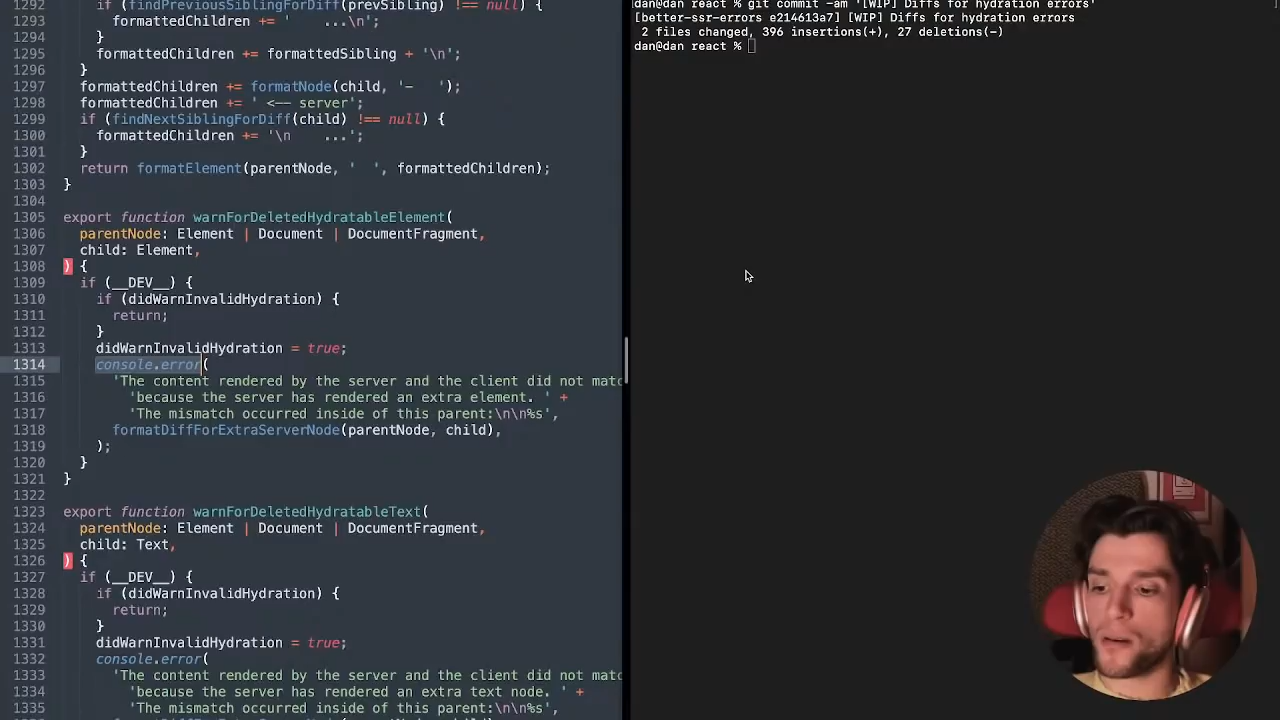 1292 if (findPreviousSiblingForDiff(prevSibling) !== null) {
1293 formattedChildren += '    ...\n';
1294 }
1295 formattedChildren += formattedSibling + '\n';
1296 }
1297 formattedChildren += formatNode(child, '-   ');
1298 formattedChildren += ' <-- server';
1299 if (findNextSiblingForDiff(child) !== null) {
1300 formattedChildren += '\n    ...';
1301 }
1302 return formatElement(parentNode, '  ', formattedChildren);
1303 }
1304
1305 export function warnForDeletedHydratableElement(
1306 parentNode: Element | Document | DocumentFragment,
1307 child: Element,
1308 ) {
1309 if (__DEV__) {
1310 if (didWarnInvalidHydration) {
1311 return;
1312 }
1313 didWarnInvalidHydration = true;
1314 console.error(
1315 'The content rendered by the server and the client did not matc
1316 'because the server has rendered an extra element. ' +
1317 'The mismatch occurred inside of this parent:\n\n%s',
1318 formatDiffForExtraServerNode(parentNode, child),
1319 );
1320 }
1321 }
1322
1323 export function warnForDeletedHydratableText(
1324 parentNode: Element | Document | DocumentFragment,
1325 child: Text,
1326 ) {
1327 if (__DEV__) {
1328 if (didWarnInvalidHydration) {
1329 return;
1330 }
1331 didWarnInvalidHydration = true;
1332 console.error(
1333 'The content rendered by the server and the client did not matc
1334 'because the server has rendered an extra text node. ' +
1335 'The mismatch occurred inside of this parent:\n\n%s',
dan@dan react % git commit -am '[WIP] Diffs for hydration errors'
[better-ssr-errors e214613a7] [WIP] Diffs for hydration errors
2 files changed, 396 insertions(+), 27 deletions(-)
dan@dan react %